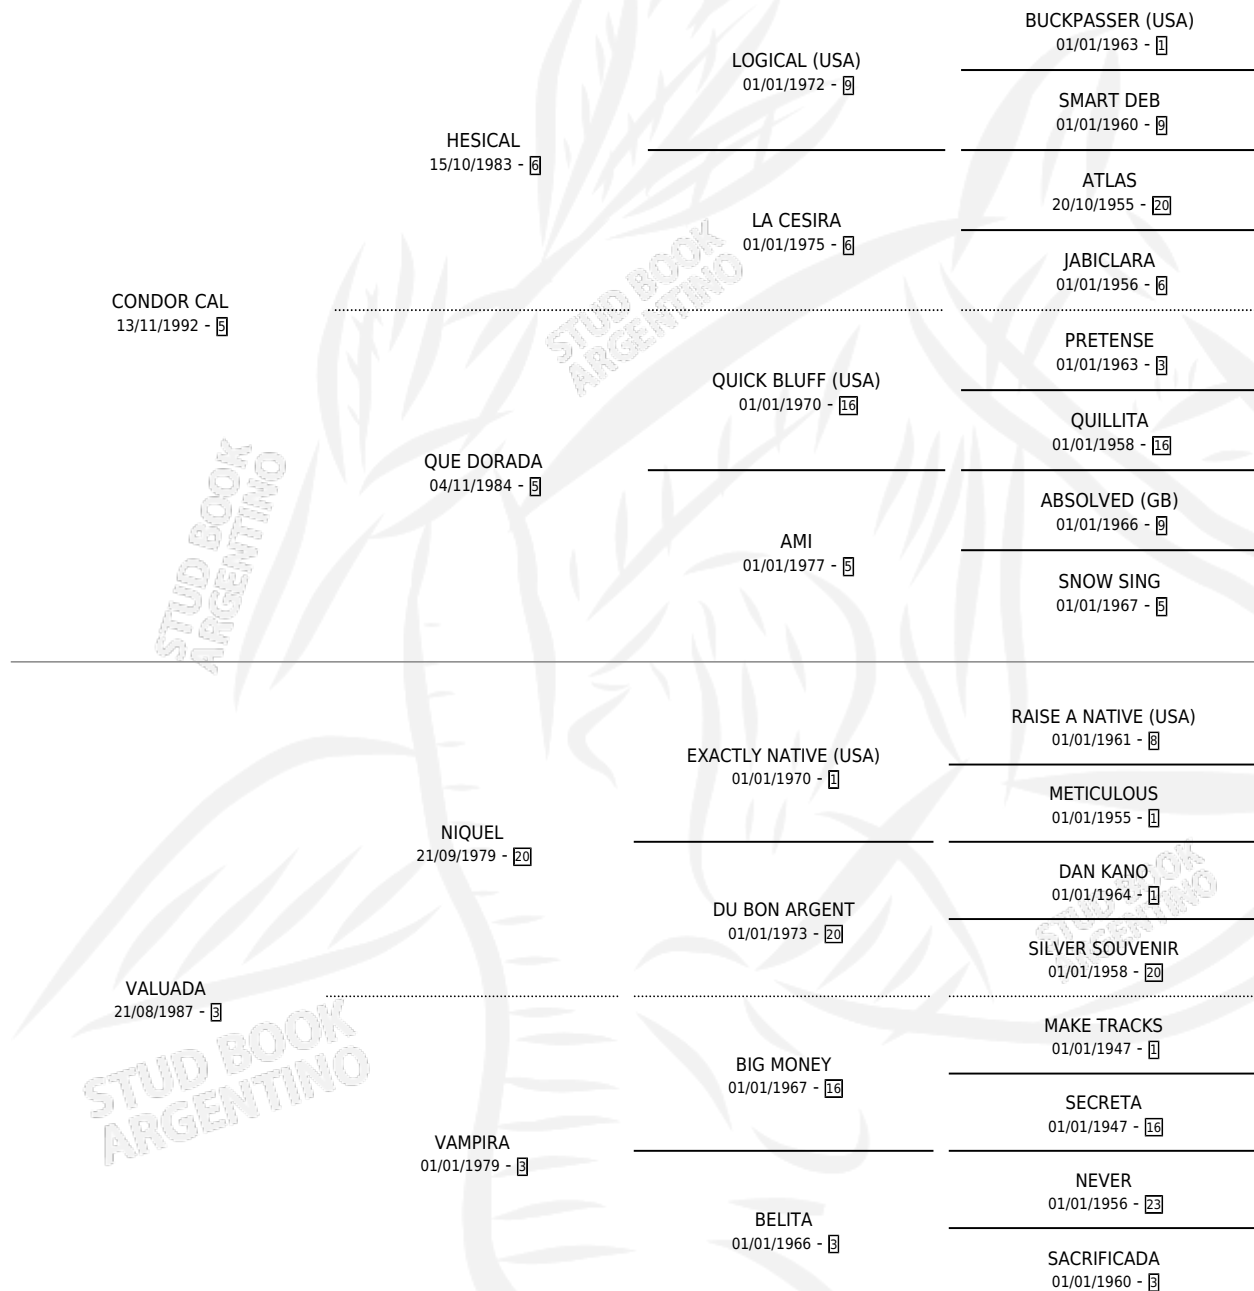 BUCKPASSER (USA)
01/01/1963 - 1
LOGICAL (USA)
01/01/1972 - 9
SMART DEB
01/01/1960 - 9
HESICAL
15/10/1983 - 6
ATLAS
20/10/1955 - 20
LA CESIRA
01/01/1975 - 6
JABICLARA
01/01/1956 - 6
CONDOR CAL
13/11/1992 - 5
PRETENSE
01/01/1963 - 3
QUICK BLUFF (USA)
01/01/1970 - 16
QUILLITA
01/01/1958 - 16
QUE DORADA
04/11/1984 - 5
ABSOLVED (GB)
01/01/1966 - 9
AMI
01/01/1977 - 5
SNOW SING
01/01/1967 - 5
STUD BOOK
ARGENTINO
STUD BOOK
ARGENTINO
RAISE A NATIVE (USA)
01/01/1961 - 8
EXACTLY NATIVE (USA)
01/01/1970 - 1
METICULOUS
01/01/1955 - 1
NIQUEL
21/09/1979 - 20
DAN KANO
01/01/1964 - 1
DU BON ARGENT
01/01/1973 - 20
SILVER SOUVENIR
01/01/1958 - 20
VALUADA
21/08/1987 - 3
MAKE TRACKS
01/01/1947 - 1
BIG MONEY
01/01/1967 - 16
SECRETA
01/01/1947 - 16
VAMPIRA
01/01/1979 - 3
NEVER
01/01/1956 - 23
BELITA
01/01/1966 - 3
SACRIFICADA
01/01/1960 - 3
STUD BOOK
ARGENTINO
STUD BOOK
ARGENTINO